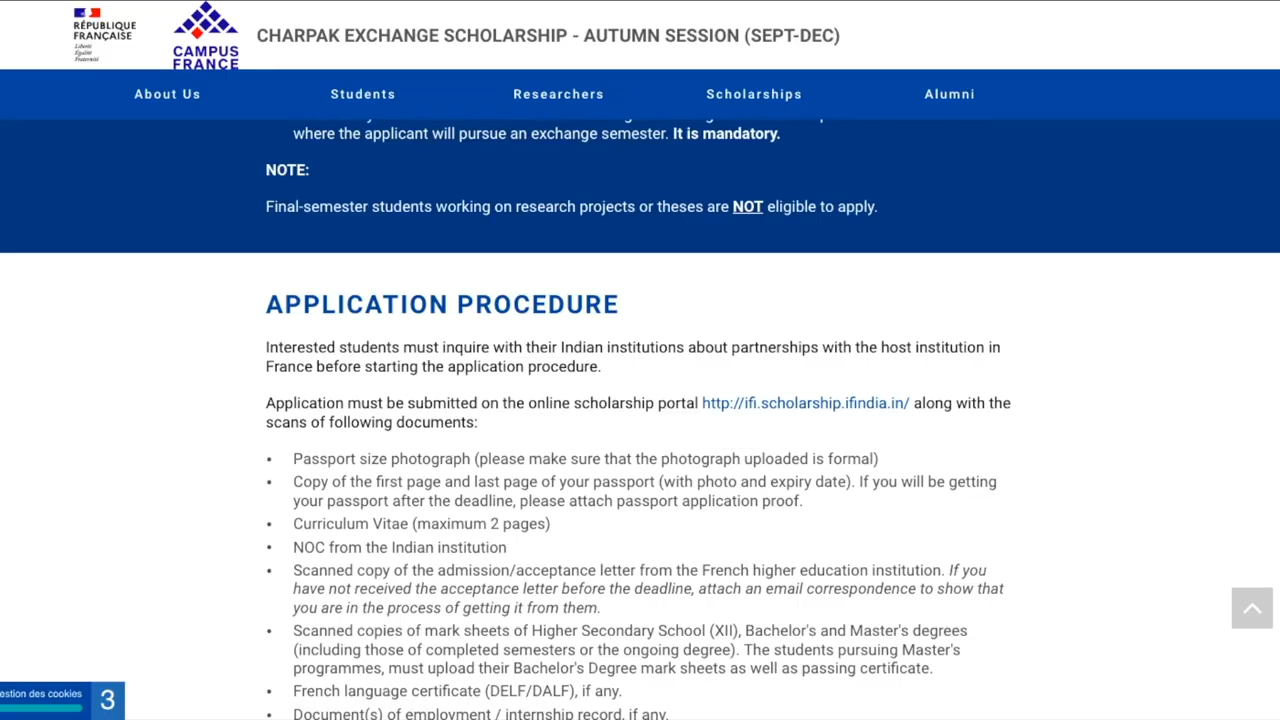 RÉPUBLIQUE
FRANÇAISE
Liberté
Égalité
Fraternité
CAMPUS
FRANCE
CHARPAK EXCHANGE SCHOLARSHIP - AUTUMN SESSION (SEPT-DEC)
About Us
Students
Researchers
Scholarships
Alumni
where the applicant will pursue an exchange semester. It is mandatory.
NOTE:
Final-semester students working on research projects or theses are NOT eligible to apply.
APPLICATION PROCEDURE
Interested students must inquire with their Indian institutions about partnerships with the host institution in
France before starting the application procedure.
Application must be submitted on the online scholarship portal http://ifi.scholarship.ifindia.in/ along with the
scans of following documents:
• Passport size photograph (please make sure that the photograph uploaded is formal)
• Copy of the first page and last page of your passport (with photo and expiry date). If you will be getting
your passport after the deadline, please attach passport application proof.
• Curriculum Vitae (maximum 2 pages)
• NOC from the Indian institution
• Scanned copy of the admission/acceptance letter from the French higher education institution. If you
have not received the acceptance letter before the deadline, attach an email correspondence to show that
you are in the process of getting it from them.
• Scanned copies of mark sheets of Higher Secondary School (XII), Bachelor's and Master's degrees
(including those of completed semesters or the ongoing degree). The students pursuing Master's
programmes, must upload their Bachelor's Degree mark sheets as well as passing certificate.
• French language certificate (DELF/DALF), if any.
• Document(s) of employment / internship record, if any.
estion des cookies
3